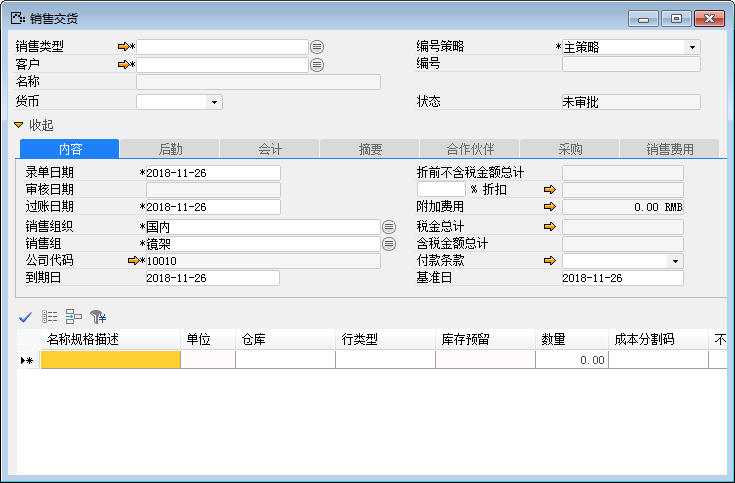 销售交货
销售类型 * 编号策略 *主策略
客户 * 编号
名称
货币 状态 未审批
收起
内容 后勤 会计 摘要 合作伙伴 采购 销售费用
录单日期 *2018-11-26 折前不含税金额总计
审核日期 % 折扣
过账日期 *2018-11-26 附加费用 0.00 RMB
销售组织 *国内 税金总计
销售组 *镜架 含税金额总计
公司代码 *10010 付款条款
到期日 2018-11-26 基准日 2018-11-26
名称规格描述 单位 仓库 行类型 库存预留 数量 成本分割码 不
* 0.00